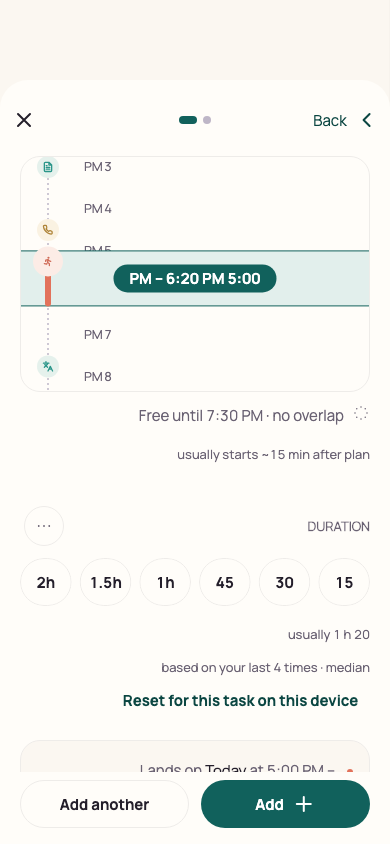 Back
PM 3
PM 4
PM 5
PM – 6:20 PM 5:00
PM 7
PM 8
Free until 7:30 PM · no overlap
usually starts ~15 min after plan
DURATION
...
2h
1.5h
1h
45
30
15
usually 1 h 20
based on your last 4 times · median
Reset for this task on this device
Lands on Today at 5:00 PM –
Add another
Add